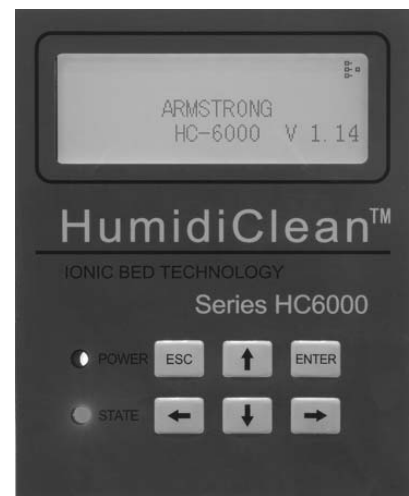 ARMSTRONG
HC-6000 V 1.14
HumidiClean™
IONIC BED TECHNOLOGY
Series HC6000
POWER ESC ↑ ENTER
STATE ← ↓ →